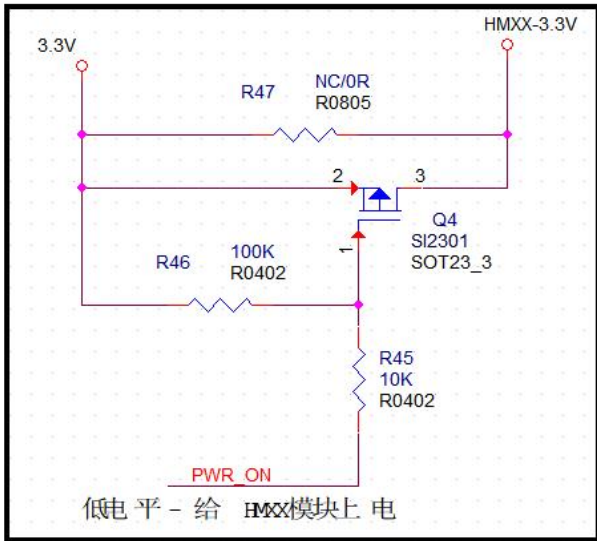 3.3V
HMXX-3.3V
R47
NC/0R
R0805
2
3
Q4
SI2301
SOT23_3
1
R46
100K
R0402
R45
10K
R0402
PWR_ON
低电平-给 HMXX模块上电